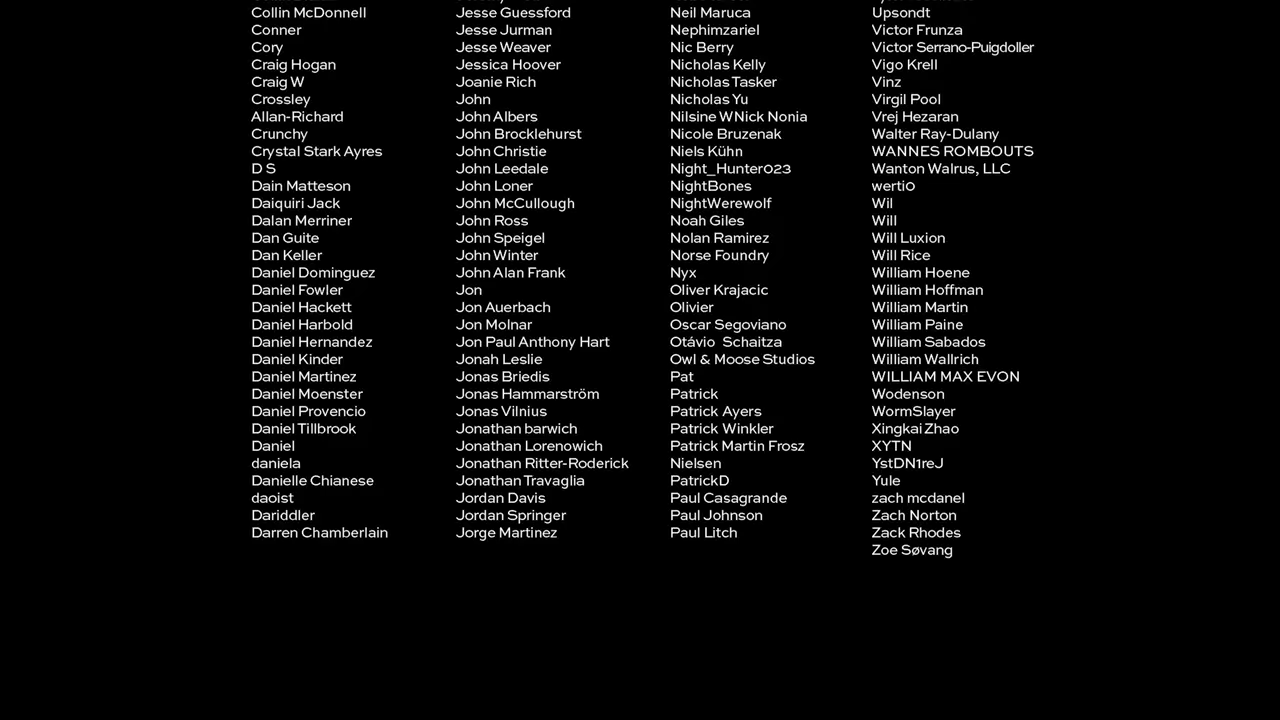 Collin McDonnell
Conner
Cory
Craig Hogan
Craig W
Crossley
Allan-Richard
Crunchy
Crystal Stark Ayres
D S
Dain Matteson
Daiquiri Jack
Dalan Merriner
Dan Guite
Dan Keller
Daniel Dominguez
Daniel Fowler
Daniel Hackett
Daniel Harbold
Daniel Hernandez
Daniel Kinder
Daniel Martinez
Daniel Moenster
Daniel Provencio
Daniel Tillbrook
Daniel
daniela
Danielle Chianese
daoist
Dariddler
Darren Chamberlain
Jesse Guessford
Jesse Jurman
Jesse Weaver
Jessica Hoover
Joanie Rich
John
John Albers
John Brocklehurst
John Christie
John Leedale
John Loner
John McCullough
John Ross
John Speigel
John Winter
John Alan Frank
Jon
Jon Auerbach
Jon Molnar
Jon Paul Anthony Hart
Jonah Leslie
Jonas Briedis
Jonas Hammarström
Jonas Vilnius
Jonathan barwich
Jonathan Lorenowich
Jonathan Ritter-Roderick
Jonathan Travaglia
Jordan Davis
Jordan Springer
Jorge Martinez
Neil Maruca
Nephimzariel
Nic Berry
Nicholas Kelly
Nicholas Tasker
Nicholas Yu
Nilsine WNick Nonia
Nicole Bruzenak
Niels Kühn
Night_Hunter023
NightBones
NightWerewolf
Noah Giles
Nolan Ramirez
Norse Foundry
Nyx
Oliver Krajacic
Olivier
Oscar Segoviano
Otávio  Schaitza
Owl & Moose Studios
Pat
Patrick
Patrick Ayers
Patrick Winkler
Patrick Martin Frosz
Nielsen
PatrickD
Paul Casagrande
Paul Johnson
Paul Litch
Upsondt
Victor Frunza
Victor Serrano-Puigdoller
Vigo Krell
Vinz
Virgil Pool
Vrej Hezaran
Walter Ray-Dulany
WANNES ROMBOUTS
Wanton Walrus, LLC
werti0
Wil
Will
Will Luxion
Will Rice
William Hoene
William Hoffman
William Martin
William Paine
William Sabados
William Wallrich
WILLIAM MAX EVON
Wodenson
WormSlayer
Xingkai Zhao
XYTN
YstDN1reJ
Yule
zach mcdanel
Zach Norton
Zack Rhodes
Zoe Søvang